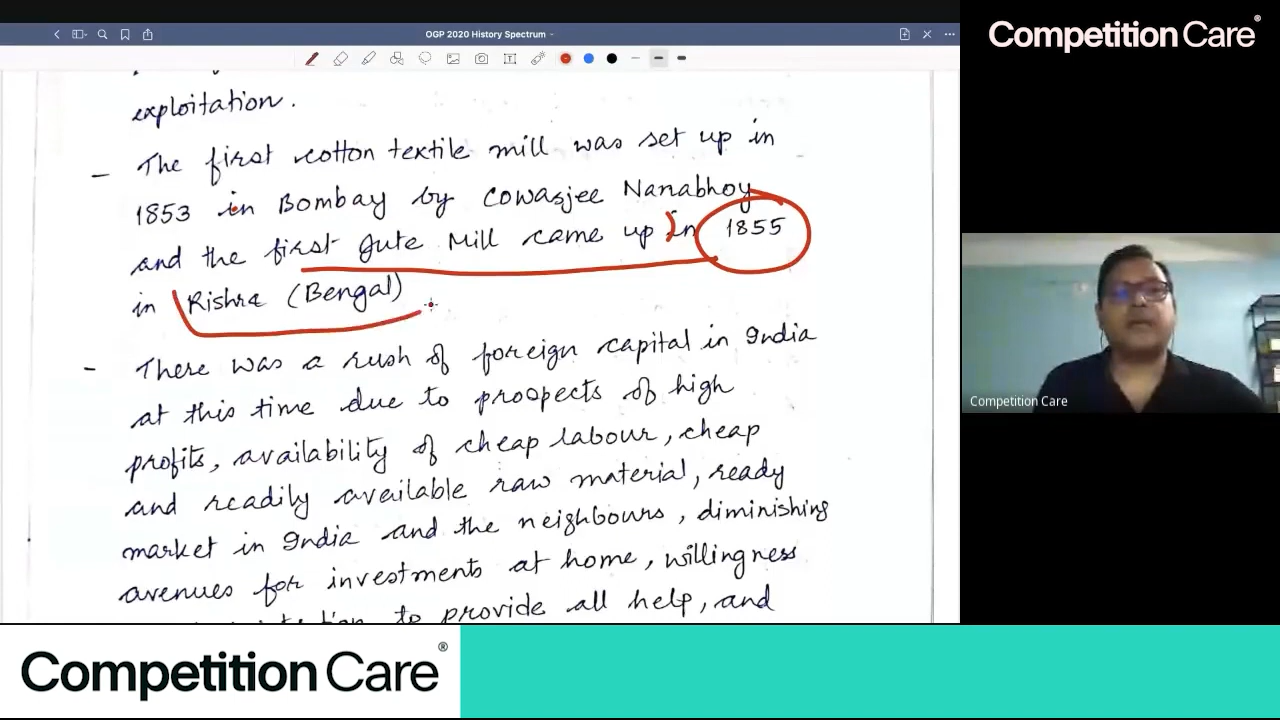 OGP 2020 History Spectrum
Competition Care®
exploitation.
- The first cotton textile mill was set up in
1853 in Bombay by Cowasjee Nanabhoy
and the first Jute Mill came up in 1855
in Rishra (Bengal)
- There was a rush of foreign capital in India
at this time due to prospects of high
profits, availability of cheap labour, cheap
and readily available raw material, ready
market in India and the neighbours, diminishing
avenues for investments at home, willingness
to provide all help, and
Competition Care
Competition Care®